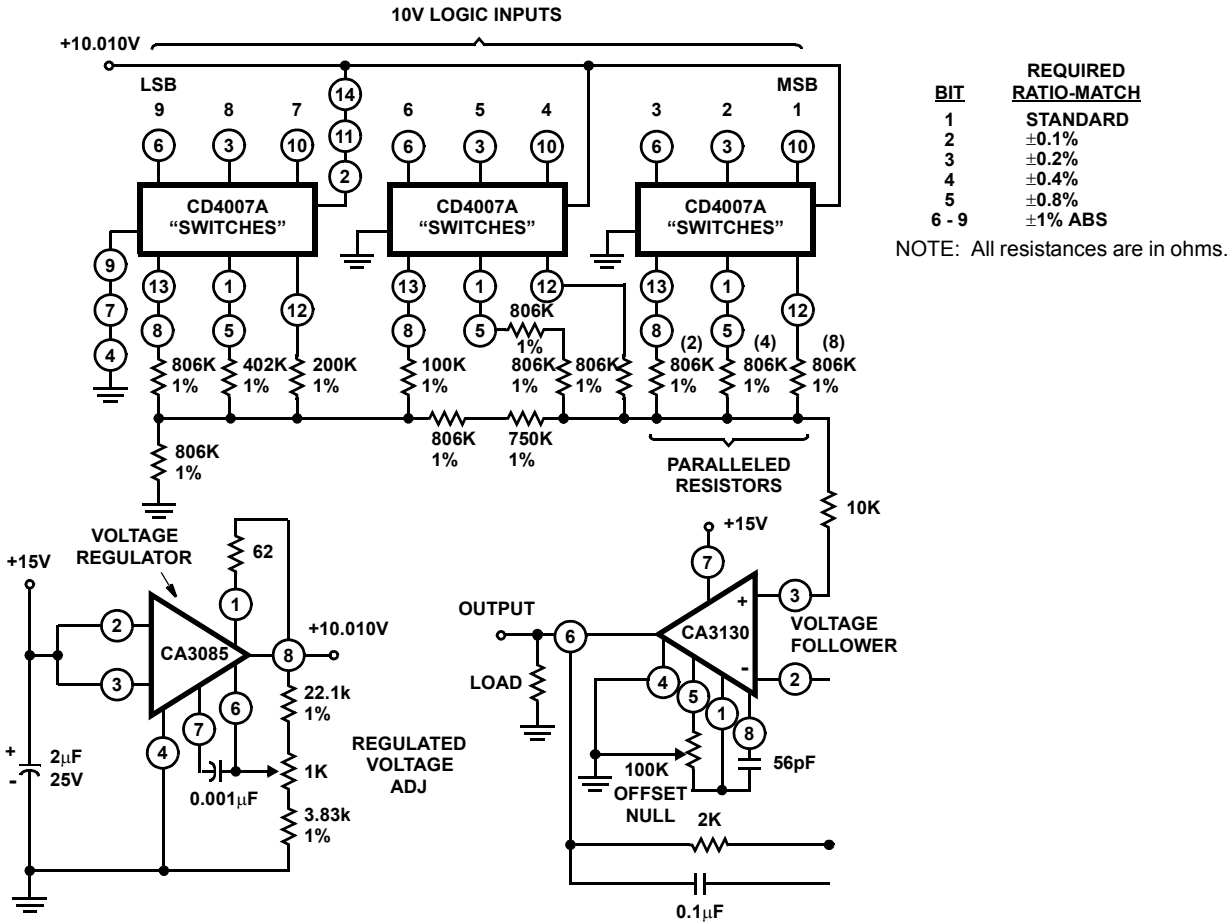 10V LOGIC INPUTS
+10.010V
LSB
MSB
9
8
7
6
5
4
3
2
1
14
11
2
6
3
10
6
3
10
6
3
10
CD4007A
“SWITCHES”
CD4007A
“SWITCHES”
CD4007A
“SWITCHES”
9
7
4
13
8
1
5
12
13
8
1
5
12
13
8
1
5
12
806K
1%
402K
1%
200K
1%
100K
1%
806K
1%
806K
1%
806K
1%
(2)
806K
1%
(4)
806K
1%
(8)
806K
1%
806K
1%
806K
1%
750K
1%
PARALLELED
RESISTORS
10K
REQUIRED
BIT RATIO-MATCH
1 STANDARD
2 ±0.1%
3 ±0.2%
4 ±0.4%
5 ±0.8%
6 - 9 ±1% ABS
NOTE: All resistances are in ohms.
VOLTAGE
REGULATOR
+15V
62
1
2
3
CA3085
8
+10.010V
6
7
4
22.1k
1%
1K
3.83k
1%
0.001μF
+
-
2μF
25V
REGULATED
VOLTAGE
ADJ
+15V
7
OUTPUT
6
CA3130
+
-
3
VOLTAGE
FOLLOWER
2
LOAD
4
5
1
8
56pF
100K
OFFSET
NULL
2K
0.1μF